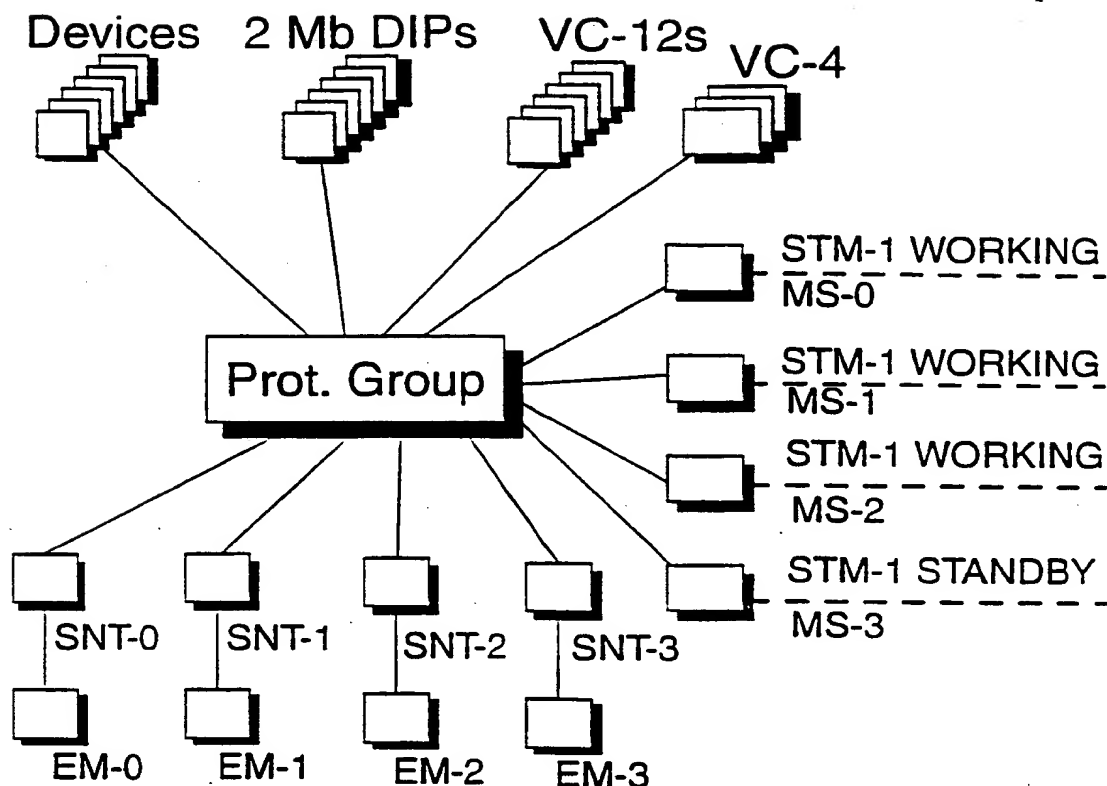 Devices
2 Mb DIPs
VC-12s
VC-4
STM-1 WORKING
MS-0
Prot. Group
STM-1 WORKING
MS-1
STM-1 WORKING
MS-2
STM-1 STANDBY
MS-3
SNT-0
SNT-1
SNT-2
SNT-3
EM-0
EM-1
EM-2
EM-3